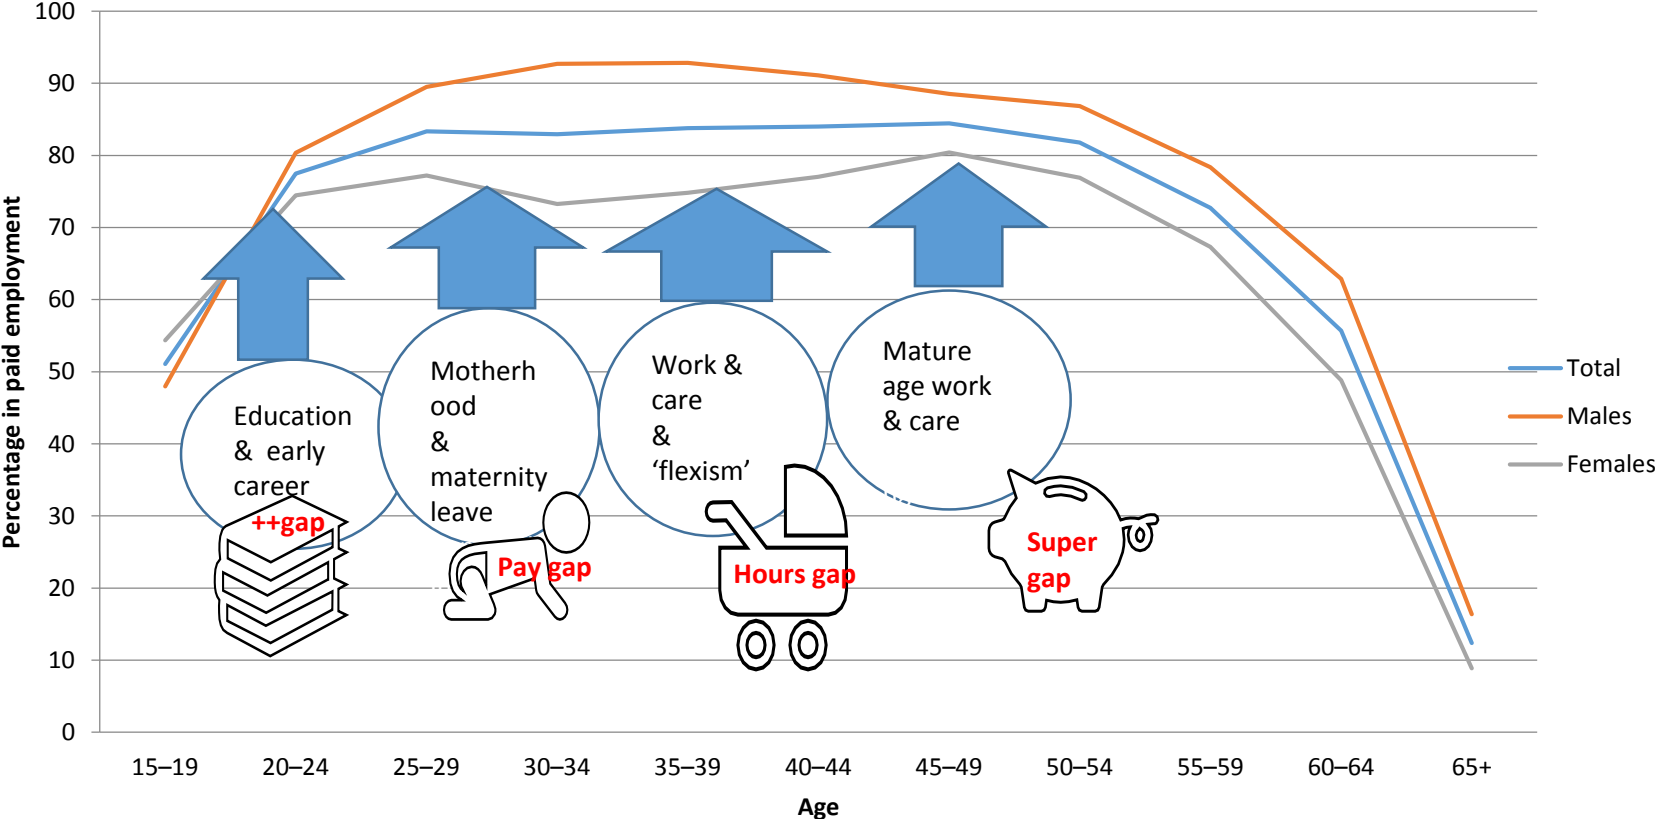 100
90
80
70
60
50
40
30
20
10
0
Percentage in paid employment
Education
& early
career
++gap
Motherh
ood
&
maternity
leave
Pay gap
Work &
care
&
‘flexism’
Hours gap
Mature
age work
& care
Super
gap
Total
Males
Females
15–19 20–24 25–29 30–34 35–39 40–44 45–49 50–54 55–59 60–64 65+
Age